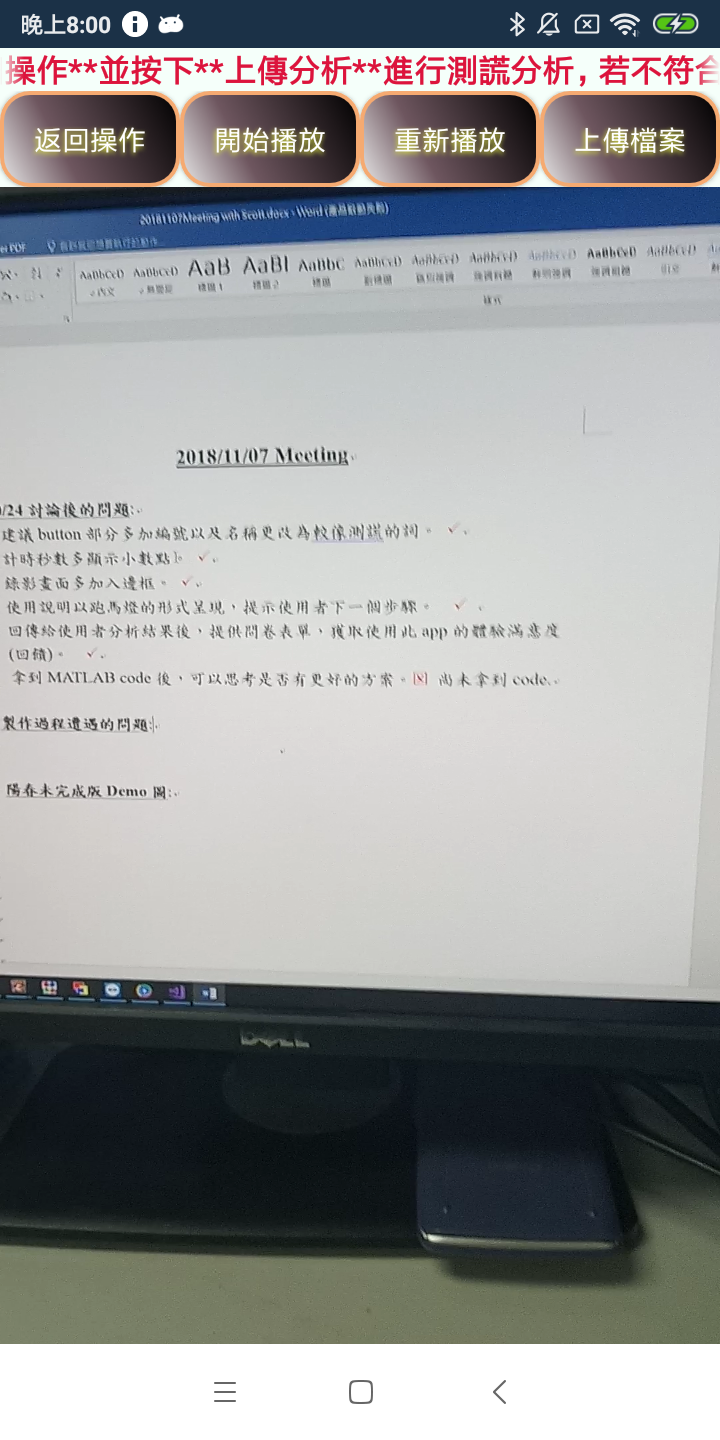 晚上8:00
操作**並按下**上傳分析**進行測謊分析, 若不符合
返回操作 開始播放 重新播放 上傳檔案
20181107Meeting with Scott.docx - Word
PDF
AaBbCcD AaBbCcD AaB AaBl AaBbC AaBbCcD AaBbCcD AaBbCcD AaBbCcD AaBbCcD AaBbCcD
樣式
2018/11/07 Meeting
/24 討論後的問題:
建議 button 部分多加編號以及名稱更改為較像測謊的詞。
計時秒數多顯示小數點
錄影畫面多加入邊框。
使用說明以跑馬燈的形式呈現,提示使用者下一個步驟。
回傳給使用者分析結果後,提供問卷表單,獲取使用此 app 的體驗滿意度
(回饋)。
拿到 MATLAB code 後,可以思考是否有更好的方案。 尚未拿到 code.
製作過程遭遇的問題:
陽春未完成版 Demo 圖:
DELL